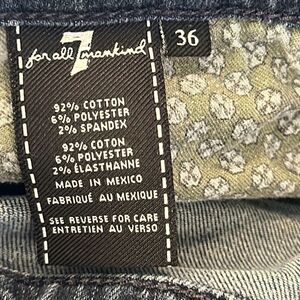 7
for all mankind
36
92% COTTON
6% POLYESTER
2% SPANDEX
92% COTON
6% POLYESTER
2% ÉLASTHANNE
MADE IN MEXICO
FABRIQUÉ AU MEXIQUE
SEE REVERSE FOR CARE
ENTRETIEN AU VERSO